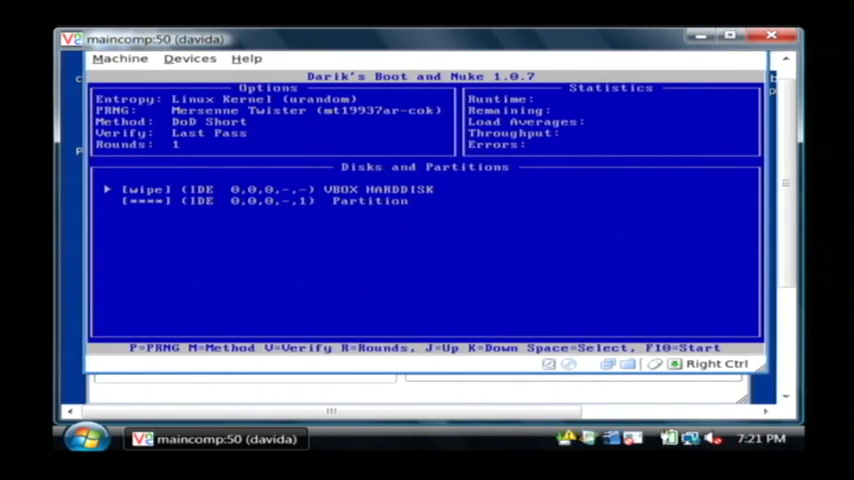 maincomp:50 (davida)
Machine Devices Help
Darik's Boot and Nuke 1.0.7
Options
Entropy: Linux Kernel (urandom)
PRNG: Mersenne Twister (mt19937ar-cok)
Method: DoD Short
Verify: Last Pass
Rounds: 1
Statistics
Runtime:
Remaining:
Load Averages:
Throughput:
Errors:
Disks and Partitions
[wipe] (IDE 0,0,0,-,-) VBOX HARDDISK
[****] (IDE 0,0,0,-,1) Partition
P=PRNG M=Method V=Verify R=Rounds, J=Up K=Down Space=Select, F10=Start
Right Ctrl
maincomp:50 (davida)
7:21 PM